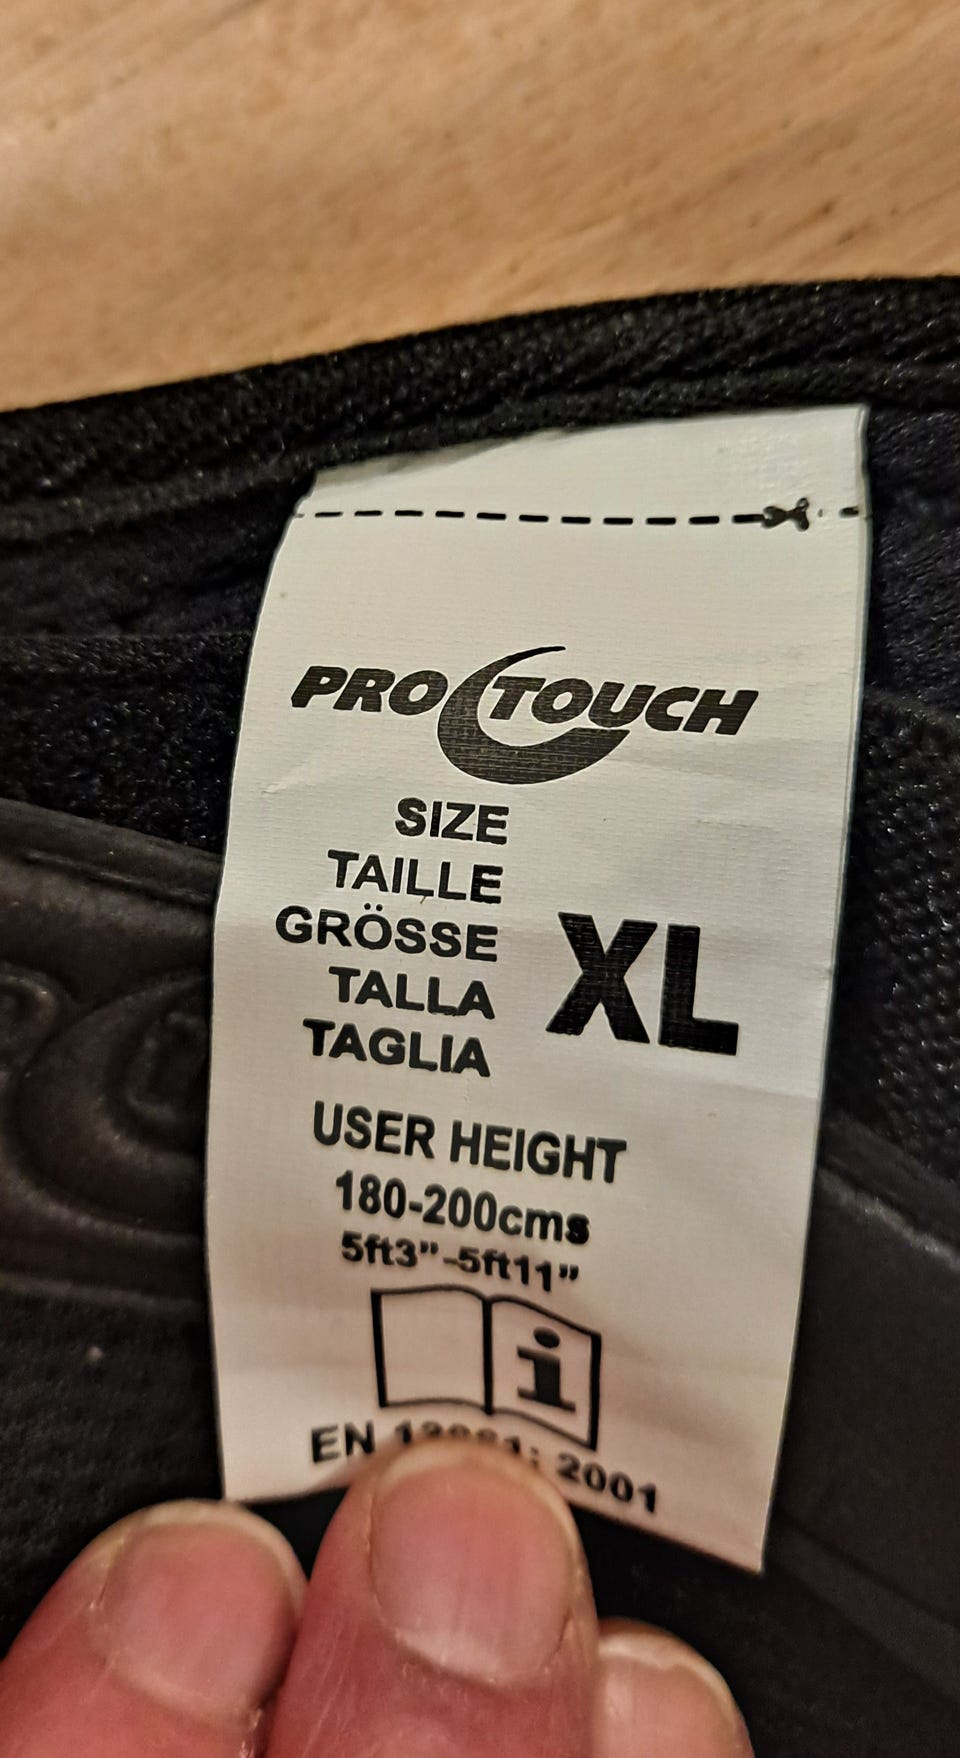 PRO TOUCH
SIZE
TAILLE
GRÖSSE
TALLA
TAGLIA
XL
USER HEIGHT
180-200cms
5ft3”-5ft11”
i
EN : 2001